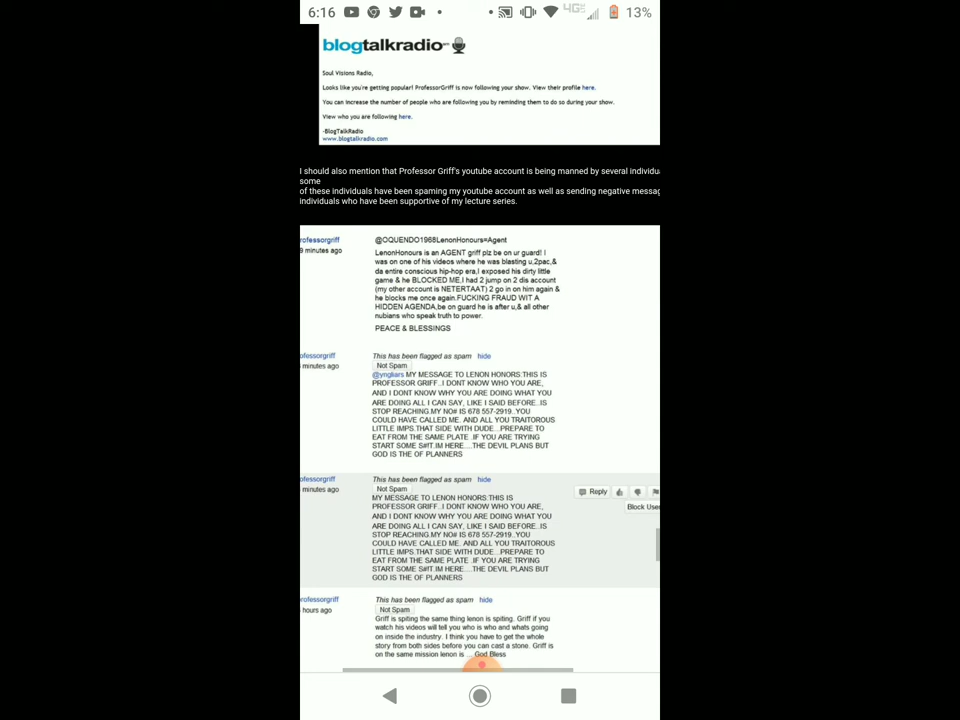 6:16 4G 13%
blogtalkradio
Soul Visions Radio,
Looks like you're getting popular! ProfessorGriff is now following your show. View their profile here.
You can increase the number of people who are following you by reminding them to do so during your show.
View who you are following here.
-BlogTalkRadio
www.blogtalkradio.com
I should also mention that Professor Griff's youtube account is being manned by several individua
some
of these individuals have been spaming my youtube account as well as sending negative messag
individuals who have been supportive of my lecture series.
rofessorgriff @OQUENDO1968LenonHonours=Agent
9 minutes ago
LenonHonours is an AGENT griff plz be on ur guard! I
was on one of his videos where he was blasting u,2pac,&
da entire conscious hip-hop era,I exposed his dirty little
game & he BLOCKED ME,I had 2 jump on 2 dis account
(my other account is NETERTAAT) 2 go in on him again &
he blocks me once again.FUCKING FRAUD WIT A
HIDDEN AGENDA,be on guard he is after u,& all other
nubians who speak truth to power.
PEACE & BLESSINGS
ofessorgriff This has been flagged as spam hide
minutes ago Not Spam
@yngliars MY MESSAGE TO LENON HONORS:THIS IS
PROFESSOR GRIFF..I DONT KNOW WHO YOU ARE,
AND I DONT KNOW WHY YOU ARE DOING WHAT YOU
ARE DOING ALL I CAN SAY, LIKE I SAID BEFORE..IS
STOP REACHING.MY NO# IS 678 557-2919..YOU
COULD HAVE CALLED ME. AND ALL YOU TRAITOROUS
LITTLE IMPS.THAT SIDE WITH DUDE...PREPARE TO
EAT FROM THE SAME PLATE .IF YOU ARE TRYING
START SOME S#!T.IM HERE....THE DEVIL PLANS BUT
GOD IS THE OF PLANNERS
ofessorgriff This has been flagged as spam hide
minutes ago Not Spam
Reply
Block User
MY MESSAGE TO LENON HONORS:THIS IS
PROFESSOR GRIFF..I DONT KNOW WHO YOU ARE,
AND I DONT KNOW WHY YOU ARE DOING WHAT YOU
ARE DOING ALL I CAN SAY, LIKE I SAID BEFORE..IS
STOP REACHING.MY NO# IS 678 557-2919..YOU
COULD HAVE CALLED ME. AND ALL YOU TRAITOROUS
LITTLE IMPS.THAT SIDE WITH DUDE...PREPARE TO
EAT FROM THE SAME PLATE .IF YOU ARE TRYING
START SOME S#!T.IM HERE....THE DEVIL PLANS BUT
GOD IS THE OF PLANNERS
rofessorgriff This has been flagged as spam hide
hours ago Not Spam
Griff is spiting the same thing lenon is spiting. Griff if you
watch his videos will tell you who is who and whats going
on inside the industry. I think you have to get the whole
story from both sides before you can cast a stone. Griff is
on the same mission lenon is ... God Bless